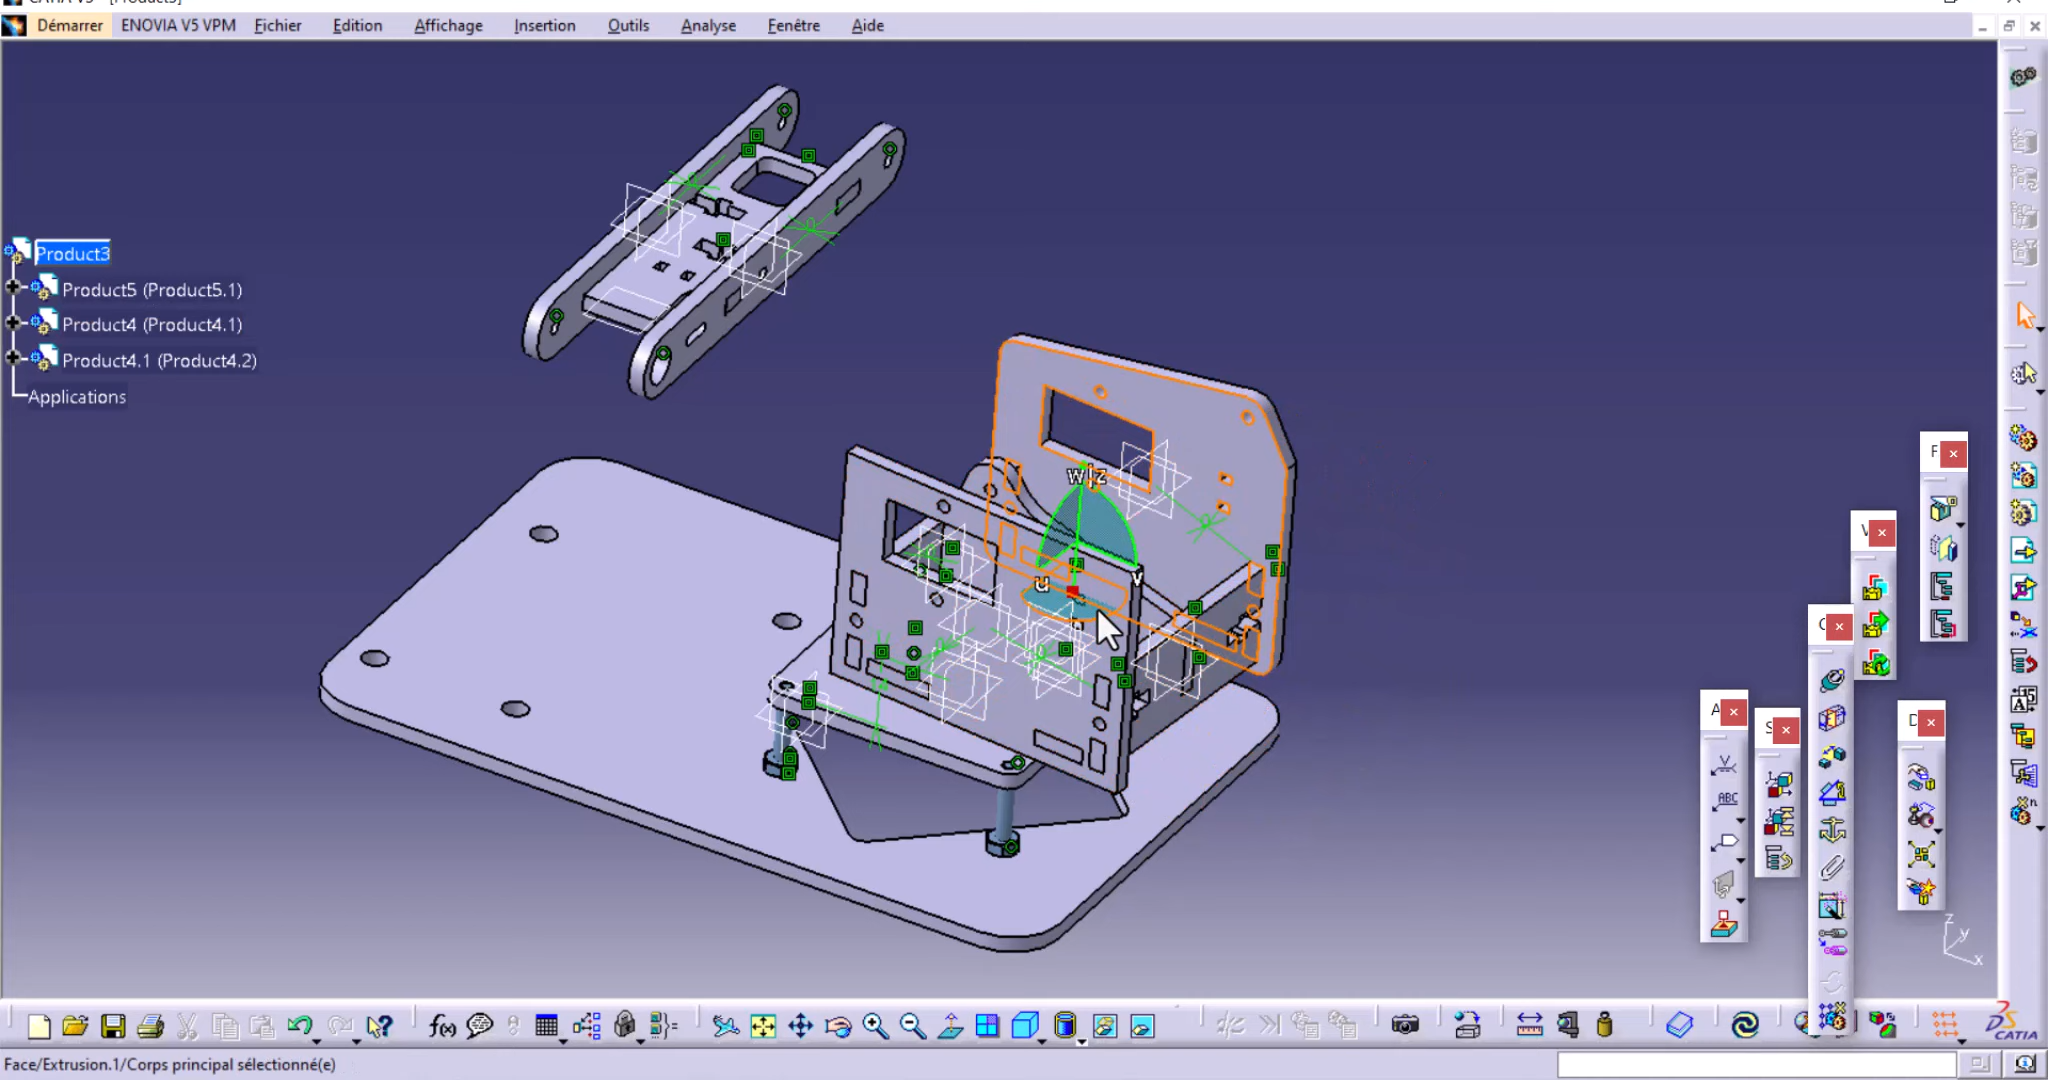 Démarrer ENOVIA V5 VPM Fichier Edition Affichage Insertion Outils Analyse Fenêtre Aide
Product3
Product5 (Product5.1)
Product4 (Product4.1)
Product4.1 (Product4.2)
Applications
w|z
u
v
F
V
C
A
S
D
ABC
z
y
x
f(x)
CATIA
Face/Extrusion.1/Corps principal sélectionné(e)